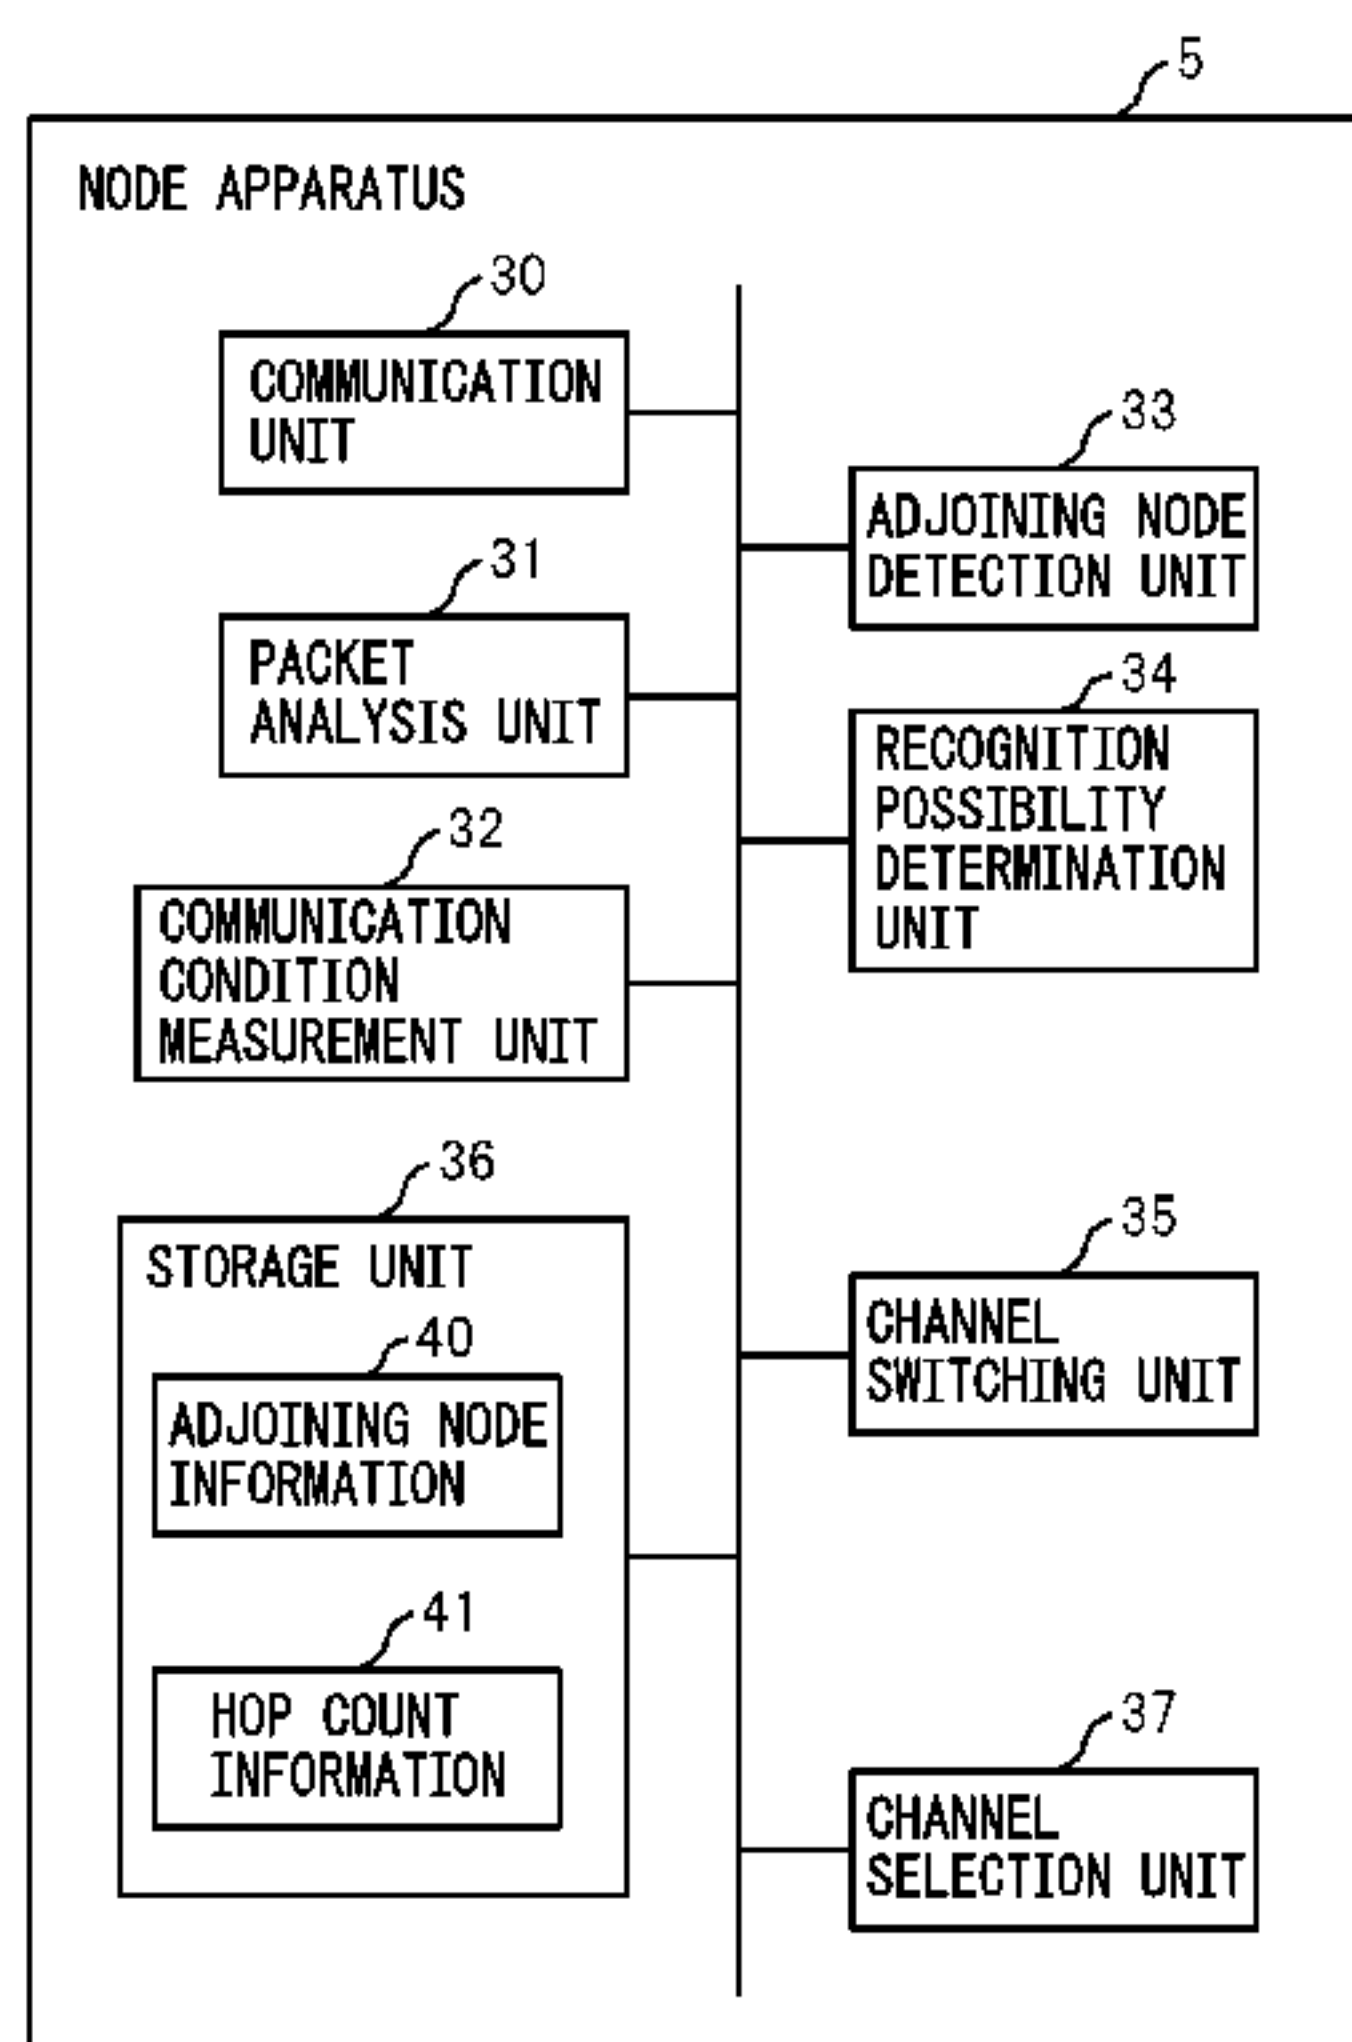 5
NODE APPARATUS
30
COMMUNICATION
UNIT
31
PACKET
ANALYSIS UNIT
32
COMMUNICATION
CONDITION
MEASUREMENT UNIT
36
STORAGE UNIT
40
ADJOINING NODE
INFORMATION
41
HOP COUNT
INFORMATION
33
ADJOINING NODE
DETECTION UNIT
34
RECOGNITION
POSSIBILITY
DETERMINATION
UNIT
35
CHANNEL
SWITCHING UNIT
37
CHANNEL
SELECTION UNIT